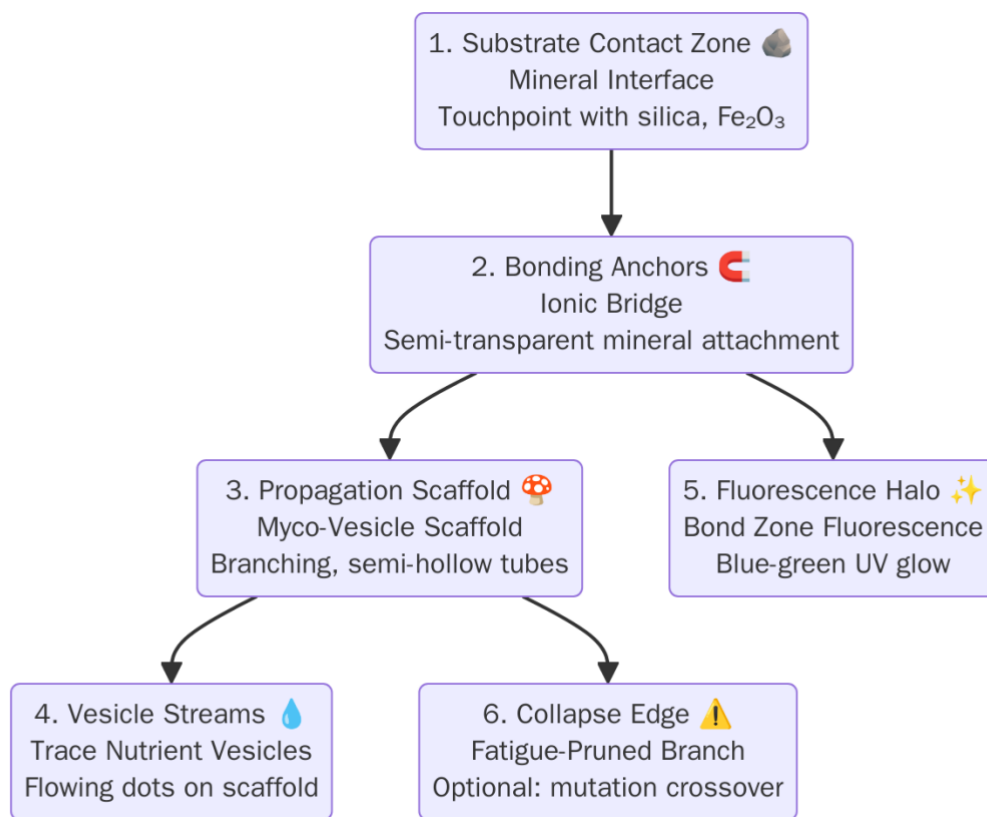 1. Substrate Contact Zone 🪨
Mineral Interface
Touchpoint with silica, Fe₂O₃
2. Bonding Anchors 🧲
Ionic Bridge
Semi-transparent mineral attachment
3. Propagation Scaffold 🍄
Myco-Vesicle Scaffold
Branching, semi-hollow tubes
5. Fluorescence Halo ✨
Bond Zone Fluorescence
Blue-green UV glow
4. Vesicle Streams 💧
Trace Nutrient Vesicles
Flowing dots on scaffold
6. Collapse Edge ⚠️
Fatigue-Pruned Branch
Optional: mutation crossover